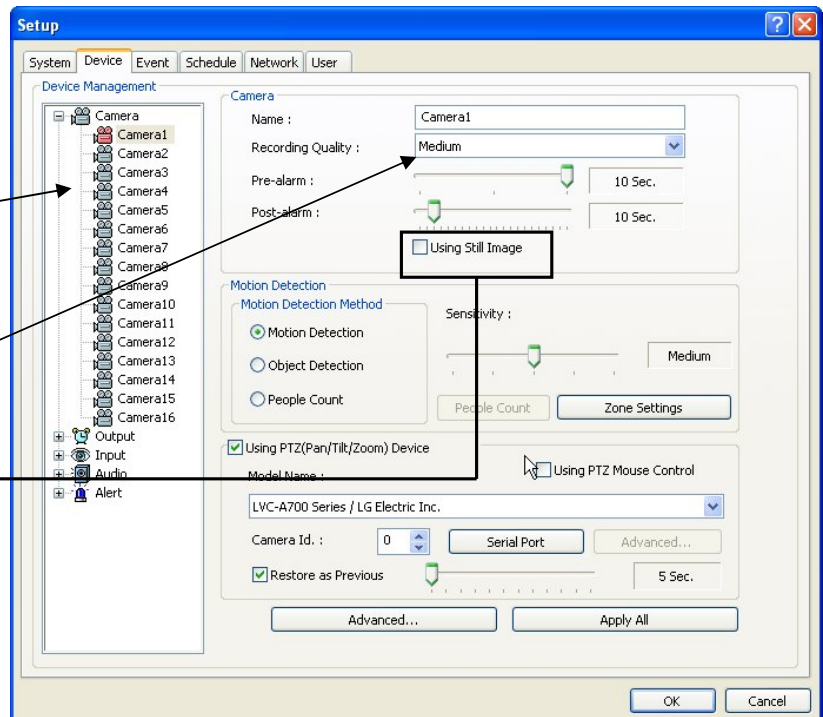 Setup
System Device Event Schedule Network User
Device Management
Camera
Camera1
Camera2
Camera3
Camera4
Camera5
Camera6
Camera7
Camera8
Camera9
Camera10
Camera11
Camera12
Camera13
Camera14
Camera15
Camera16
Output
Input
Audio
Alert
Camera
Name : Camera1
Recording Quality : Medium
Pre-alarm : 10 Sec.
Post-alarm : 10 Sec.
Using Still Image
Motion Detection
Motion Detection Method
Motion Detection
Object Detection
People Count
Sensitivity :
Medium
People Count Zone Settings
Using PTZ(Pan/Tilt/Zoom) Device
Using PTZ Mouse Control
Model Name :
LVC-A700 Series / LG Electric Inc.
Camera Id. : 0 Serial Port Advanced...
Restore as Previous 5 Sec.
Advanced... Apply All
OK Cancel